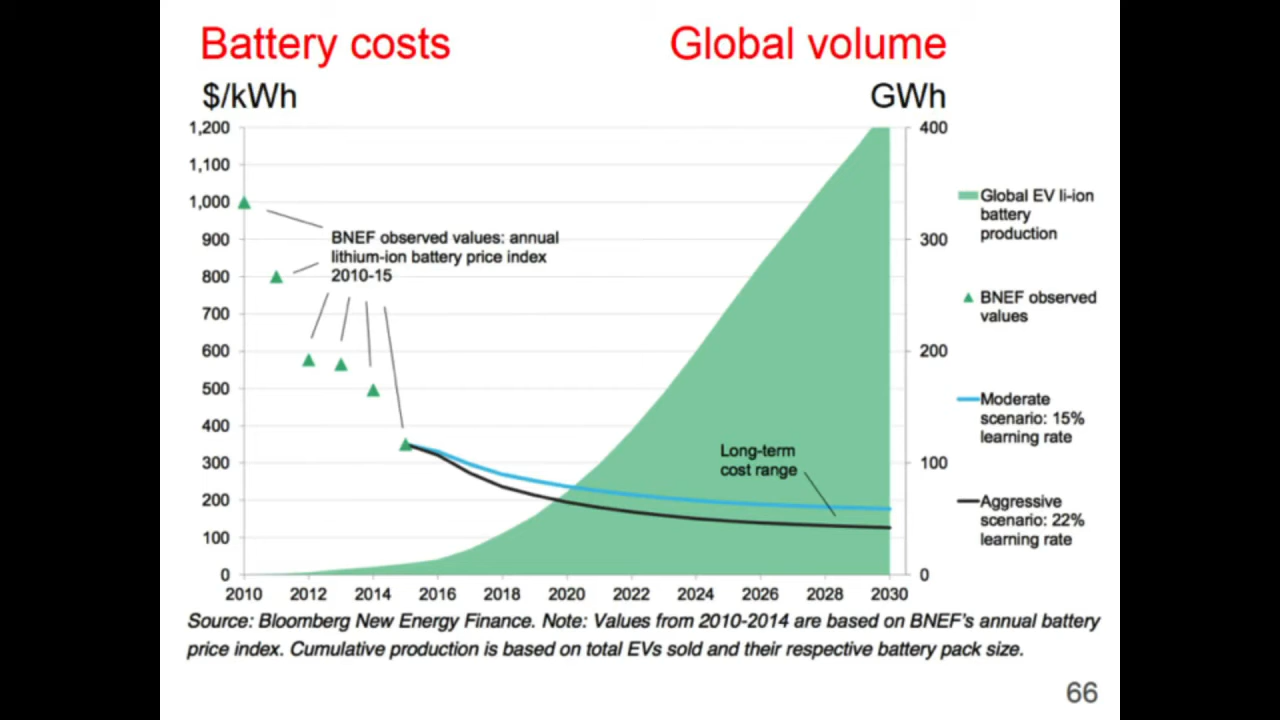 Battery costs
Global volume
$/kWh
GWh
1,200
1,100
1,000
900
800
700
600
500
400
300
200
100
0
400
300
200
100
0
BNEF observed values: annual
lithium-ion battery price index
2010-15
Long-term
cost range
Global EV li-ion
battery
production
BNEF observed
values
Moderate
scenario: 15%
learning rate
Aggressive
scenario: 22%
learning rate
2010 2012 2014 2016 2018 2020 2022 2024 2026 2028 2030
Source: Bloomberg New Energy Finance. Note: Values from 2010-2014 are based on BNEF's annual battery
price index. Cumulative production is based on total EVs sold and their respective battery pack size.
66